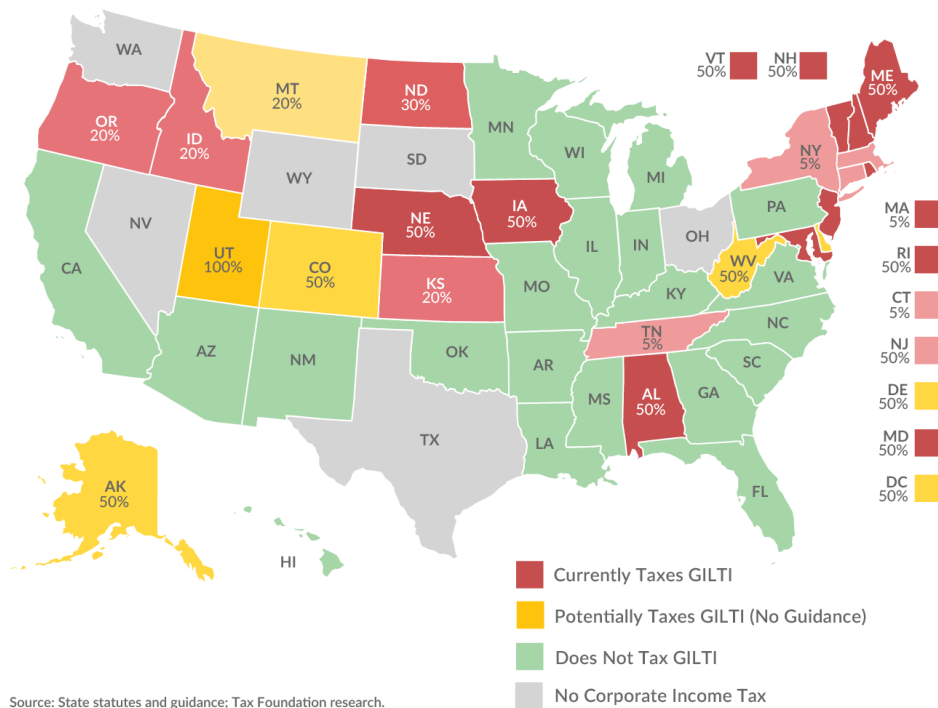 WA
VT
50%
NH
50%
ME
50%
MT
20%
ND
30%
MN
OR
20%
ID
20%
SD
WI
MI
NY
5%
WY
NV
NE
50%
IA
50%
PA
MA
5%
RI
50%
CA
UT
100%
CO
50%
IL
IN
OH
WV
50%
VA
KS
20%
MO
KY
CT
5%
NJ
50%
AZ
NM
OK
AR
TN
5%
NC
SC
DE
50%
MS
AL
50%
GA
MD
50%
TX
LA
DC
50%
AK
50%
FL
HI
Currently Taxes GILTI
Potentially Taxes GILTI (No Guidance)
Does Not Tax GILTI
No Corporate Income Tax
Source: State statutes and guidance; Tax Foundation research.